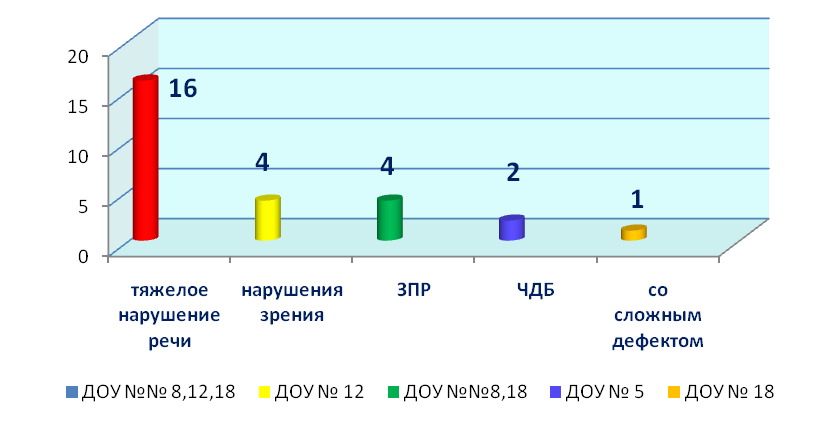 20
15
10
5
0
16
4
4
2
1
тяжелое
нарушение
речи
нарушения
зрения
ЗПР
ЧДБ
со
сложным
дефектом
ДОУ №№ 8,12,18
ДОУ № 12
ДОУ №№8,18
ДОУ № 5
ДОУ № 18